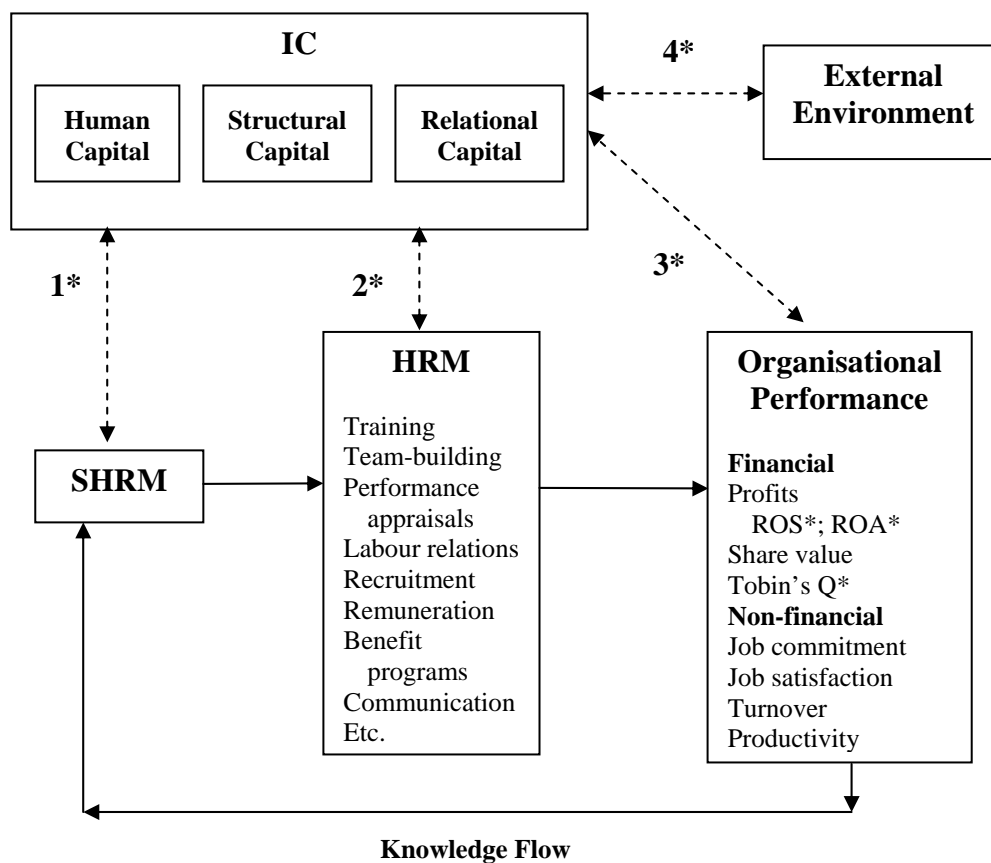 IC
Human
Capital
Structural
Capital
Relational
Capital
4*
External
Environment
1*
2*
3*
SHRM
HRM
Training
Team-building
Performance
appraisals
Labour relations
Recruitment
Remuneration
Benefit
programs
Communication
Etc.
Organisational
Performance
Financial
Profits
ROS*; ROA*
Share value
Tobin’s Q*
Non-financial
Job commitment
Job satisfaction
Turnover
Productivity
Knowledge Flow